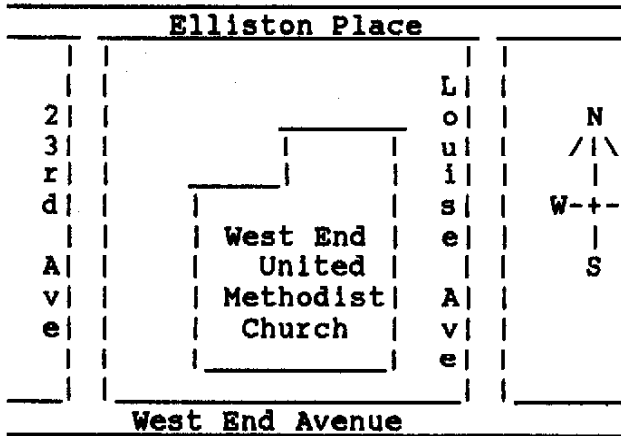 Elliston Place
23rd Ave
Louise Ave
N
W-+-
S
West End
United
Methodist
Church
West End Avenue